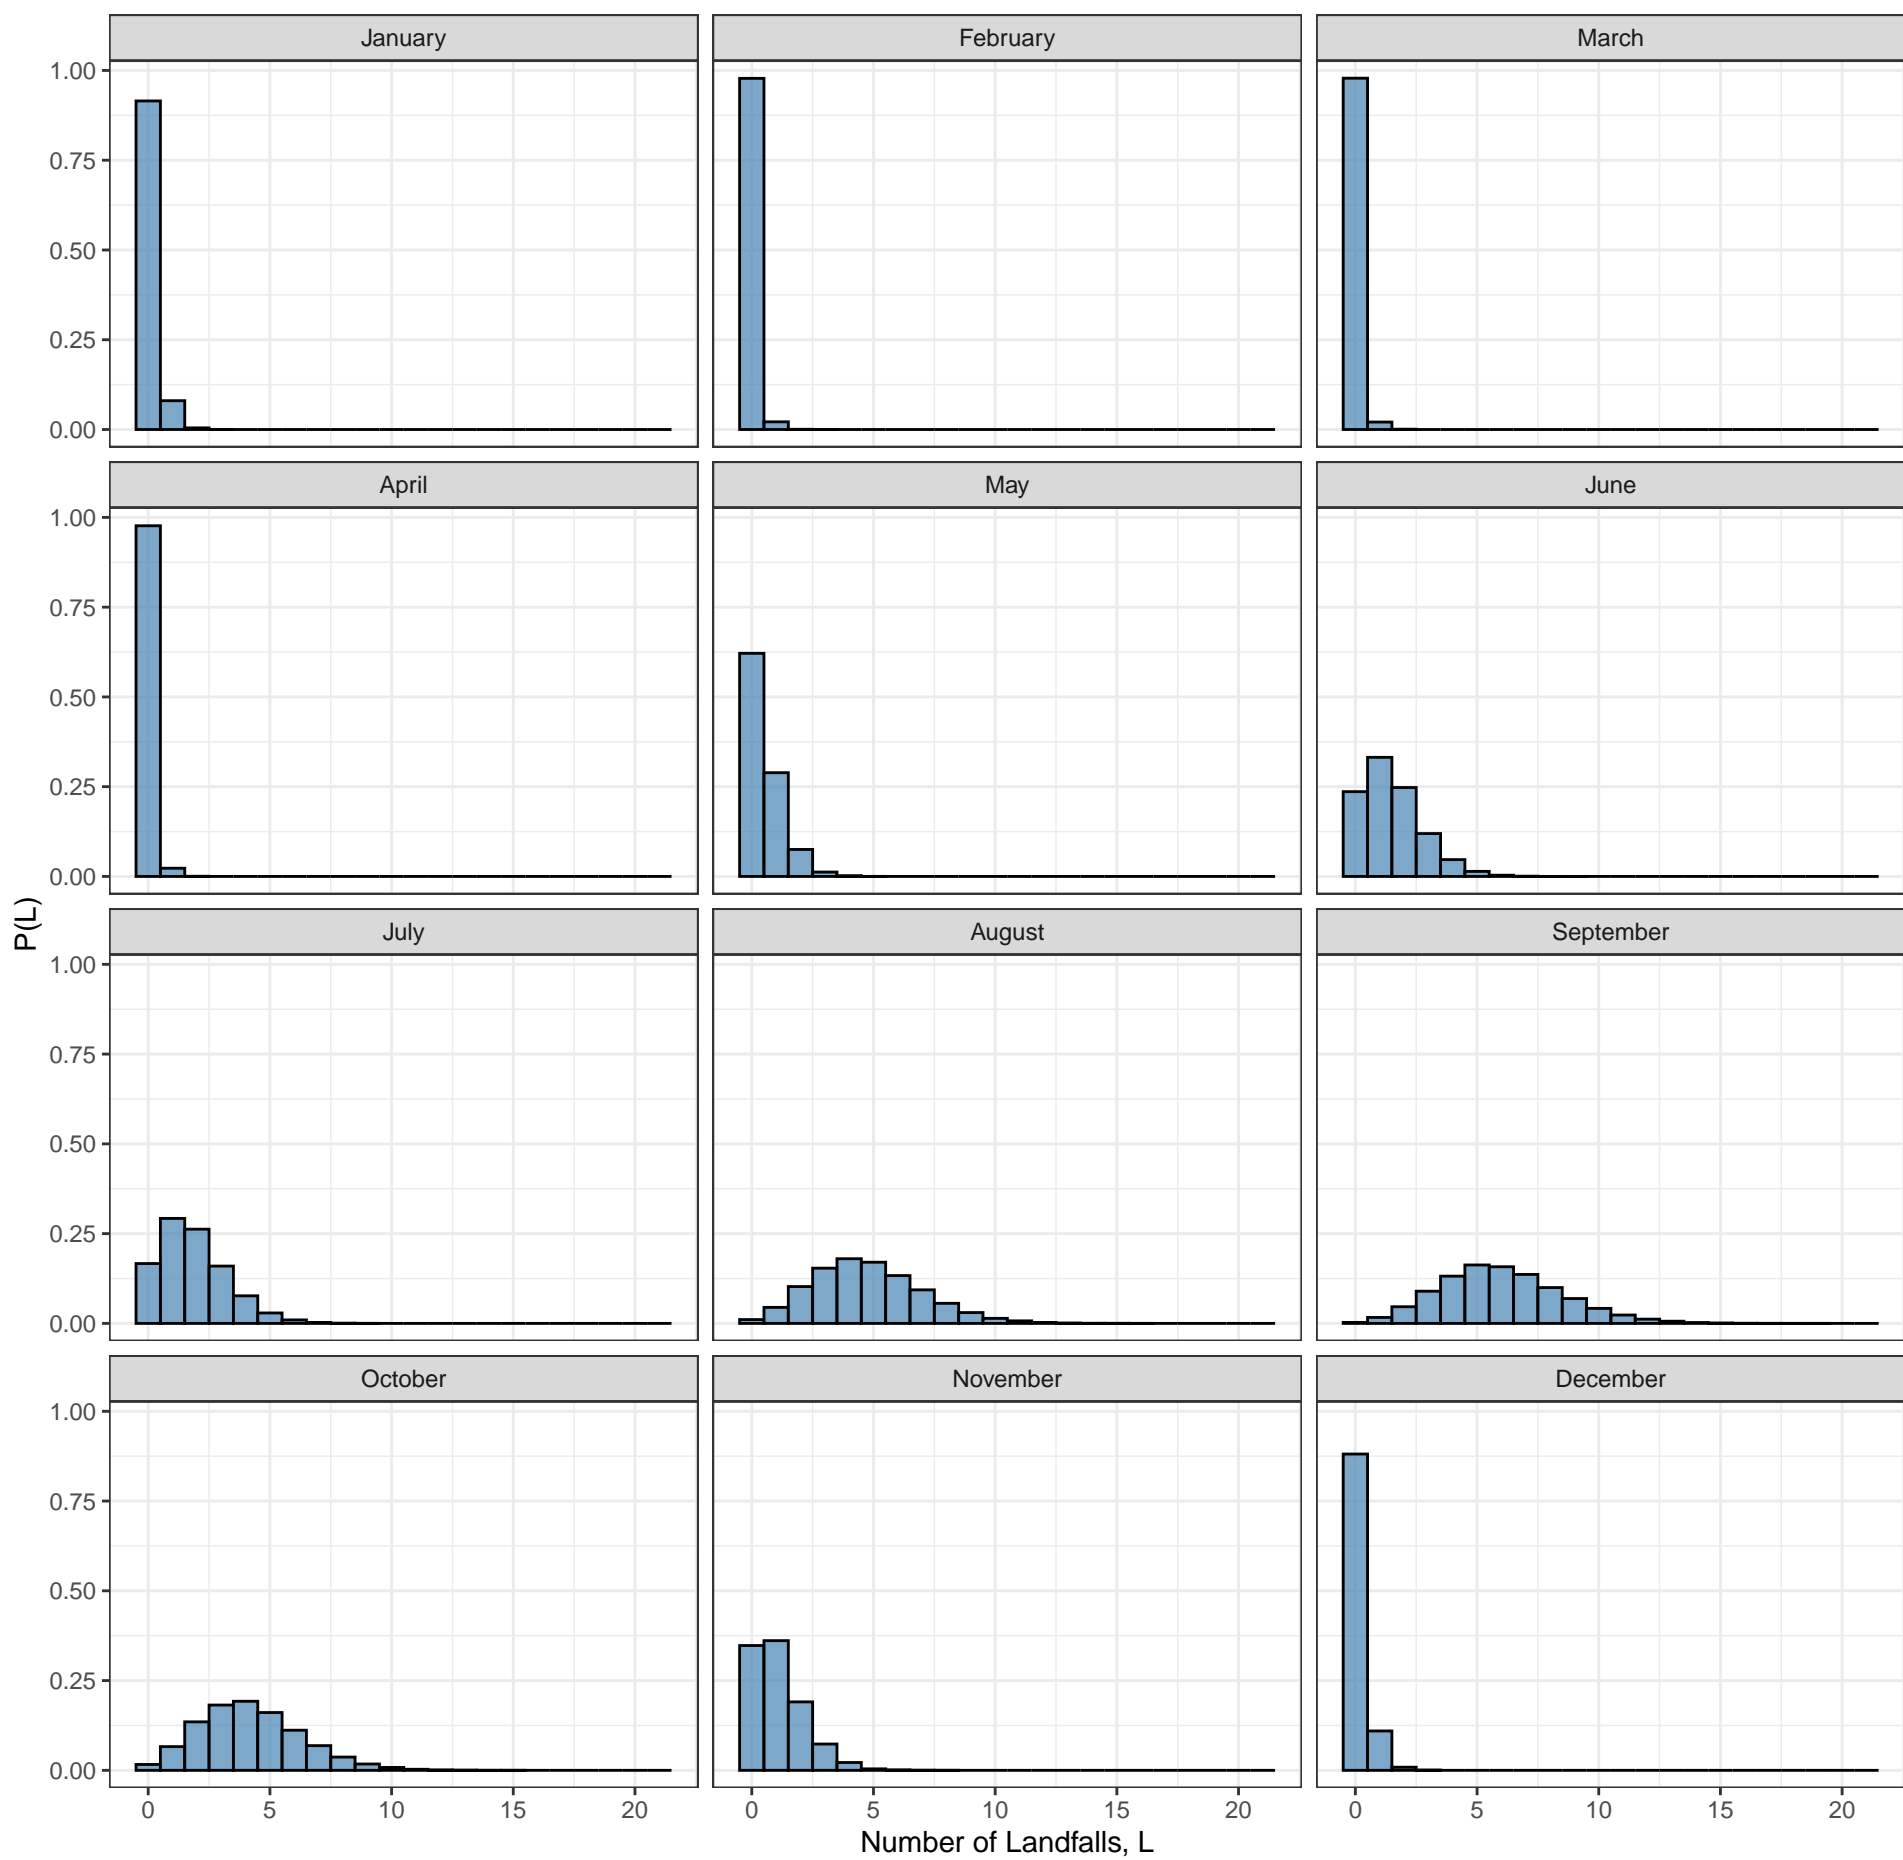 January February March
1.00
0.75
0.50
0.25
0.00
April May June
1.00
0.75
0.50
0.25
0.00
P(L)
July August September
1.00
0.75
0.50
0.25
0.00
October November December
1.00
0.75
0.50
0.25
0.00
0 5 10 15 20 0 5 10 15 20 0 5 10 15 20
Number of Landfalls, L